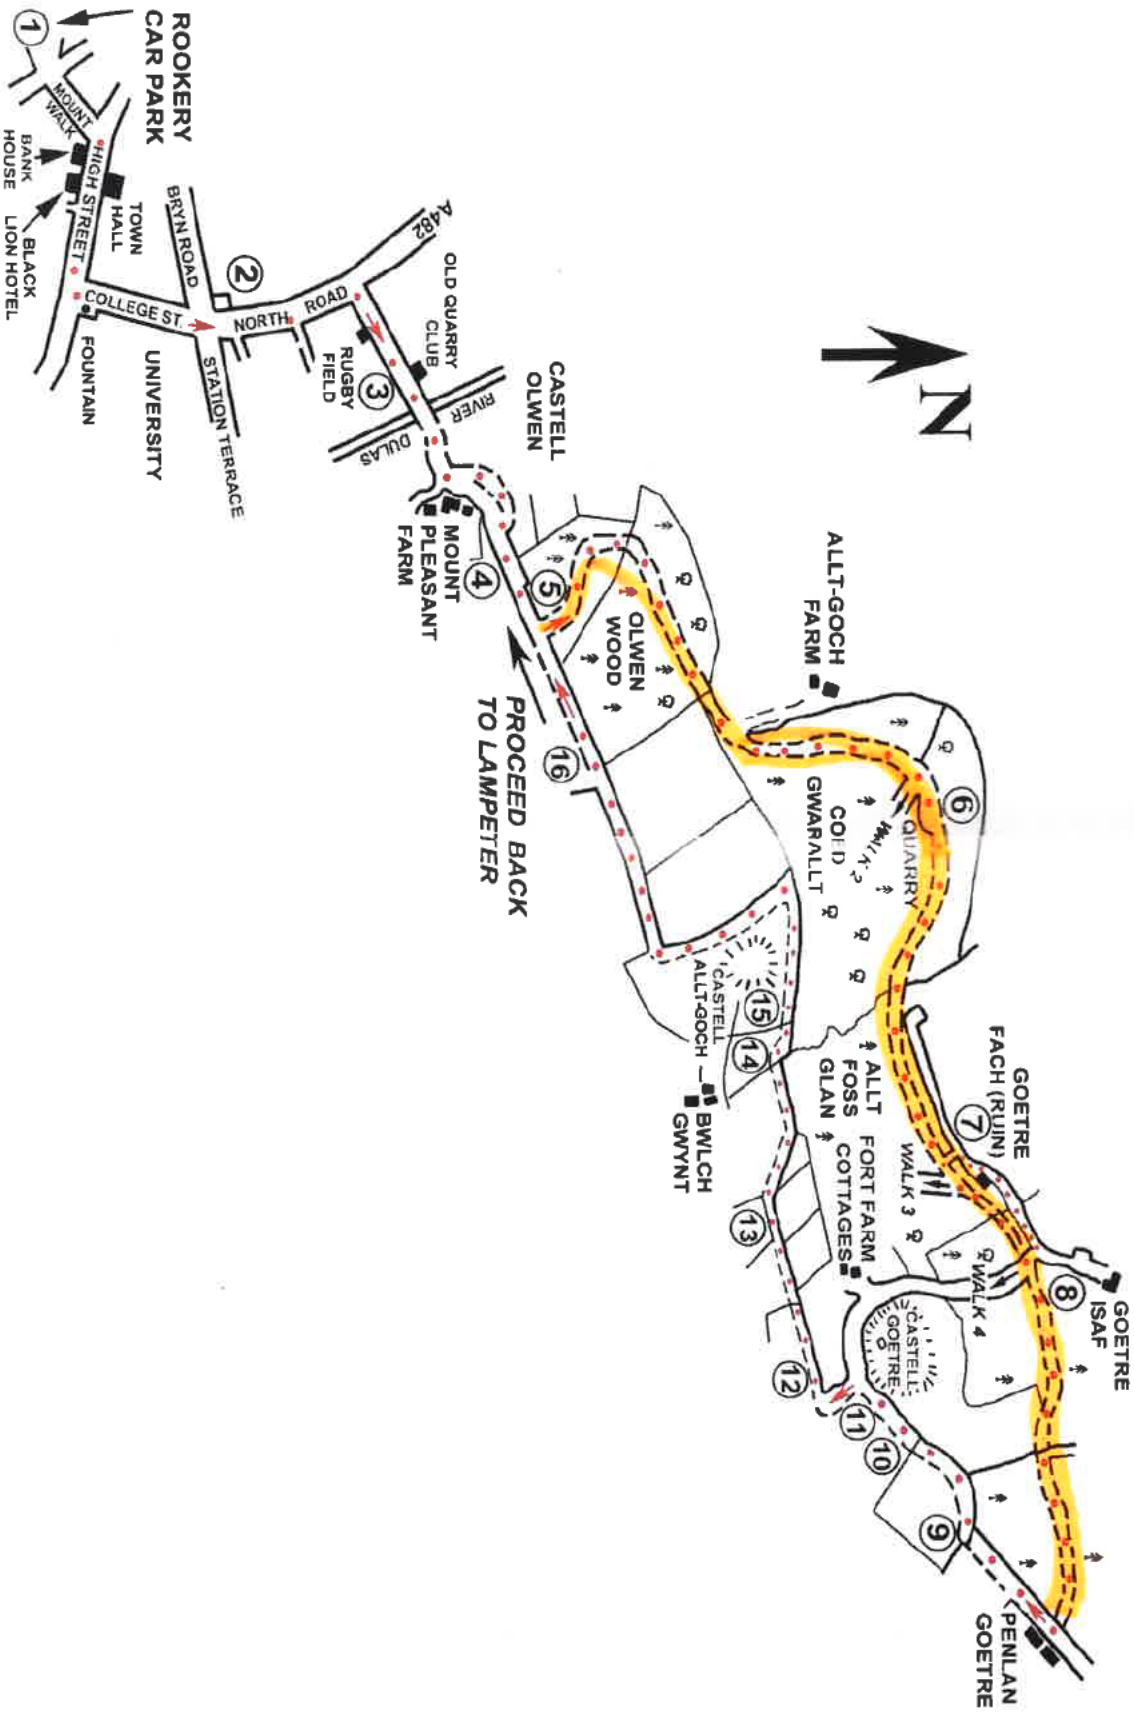 ROOKERY
CAR PARK
1
MOUNT
WALK
BANK
HOUSE
HIGH STREET
TOWN
HALL
BLACK
LION HOTEL
BRYN ROAD
COLLEGE ST.
FOUNTAIN
UNIVERSITY
STATION TERRACE
2
NORTH ROAD
A482
OLD QUARRY
CLUB
RUGBY
FIELD
3
RIVER
DULAS
N
CASTELL
OLWEN
MOUNT
PLEASANT
FARM
4
5
OLWEN
WOOD
PROCEED BACK
TO LAMPETER
16
ALLT-GOCH
FARM
6
QUARRY
COED
GWARALLT
CASTELL
ALLT-GOCH
15
14
BWLCH
GWYNT
ALLT
FOSS
GLAN
GOETRE
FACH (RUIN)
7
WALK 3
FORT FARM
COTTAGES
13
WALK 4
8
GOETRE
ISAF
CASTELL
GOETRE
12
11
10
9
PENLAN
GOETRE